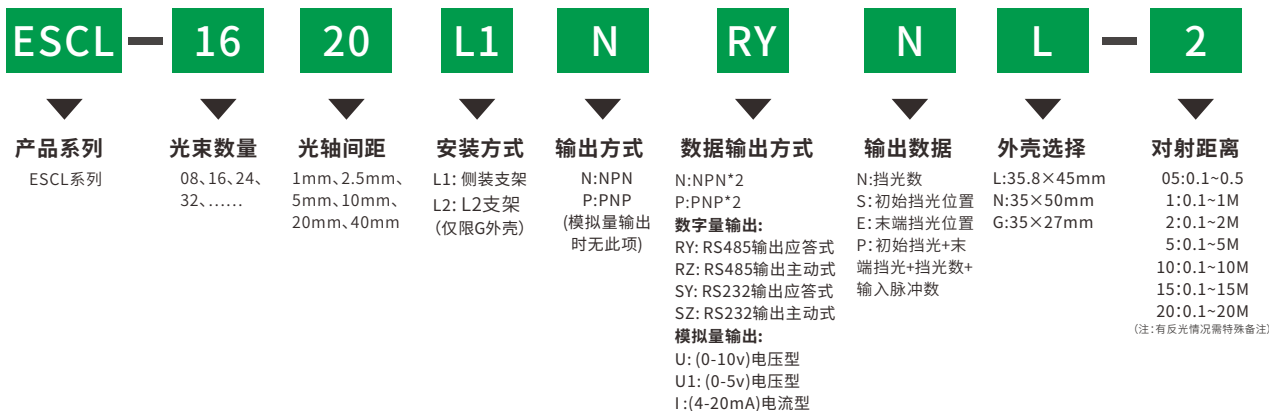 ESCL — 16 20 L1 N RY N L — 2
产品系列
ESCL系列
光束数量
08、16、24、
32、……
光轴间距
1mm、2.5mm、
5mm、10mm、
20mm、40mm
安装方式
L1: 侧装支架
L2: L2支架
(仅限G外壳)
输出方式
N:NPN
P:PNP
(模拟量输出
时无此项)
数据输出方式
N:NPN*2
P:PNP*2
数字量输出:
RY: RS485输出应答式
RZ: RS485输出主动式
SY: RS232输出应答式
SZ: RS232输出主动式
模拟量输出:
U: (0-10v)电压型
U1: (0-5v)电压型
I :(4-20mA)电流型
输出数据
N:挡光数
S:初始挡光位置
E:末端挡光位置
P:初始挡光+末
端挡光+挡光数+
输入脉冲数
外壳选择
L:35.8×45mm
N:35×50mm
G:35×27mm
对射距离
05:0.1~0.5
1:0.1~1M
2:0.1~2M
5:0.1~5M
10:0.1~10M
15:0.1~15M
20:0.1~20M
(注:有反光情况需特殊备注)